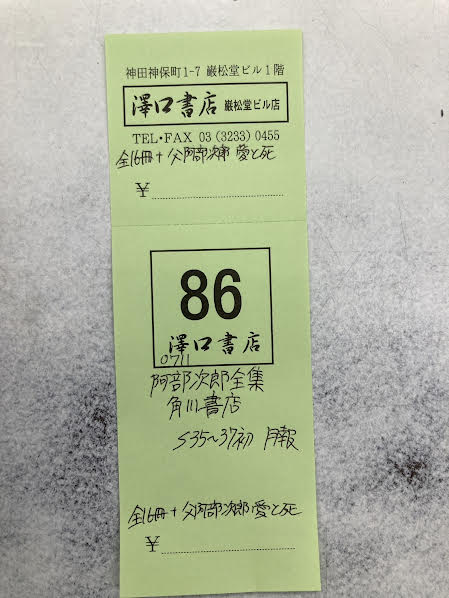 神田神保町1-7 巌松堂ビル1階
澤口書店 巌松堂ビル店
TEL・FAX 03(3233)0455
全16冊+父阿部次郎 愛と死
￥
86
澤口書店
0711
阿部次郎全集
角川書店
S35〜37初 月報
全16冊+父阿部次郎 愛と死
￥